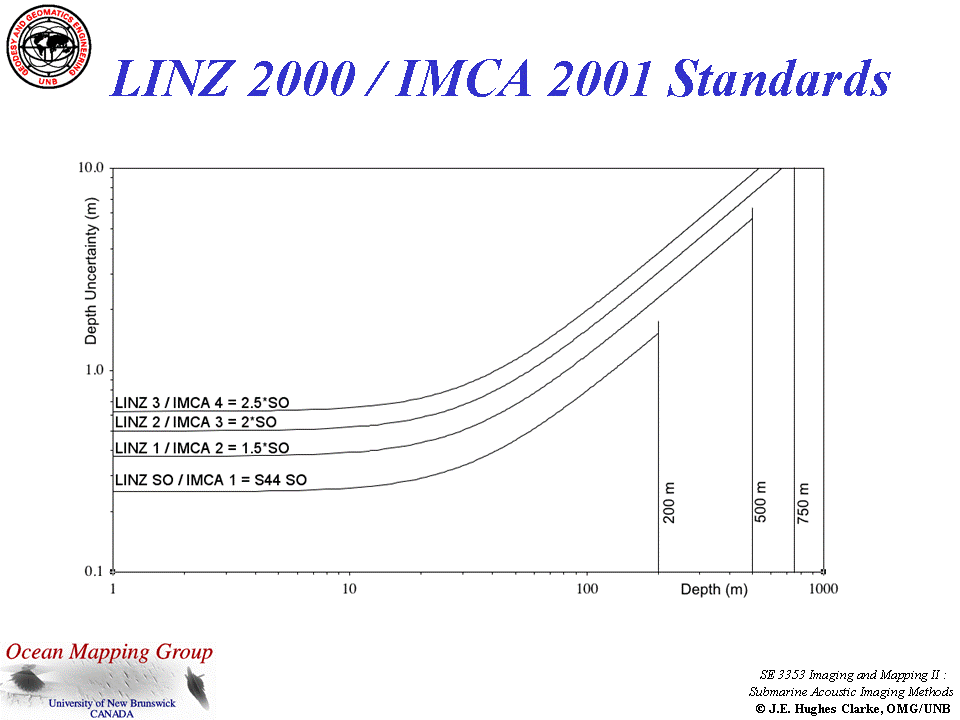 GEODESY AND GEOMATICS ENGINEERING
UNB
LINZ 2000 / IMCA 2001 Standards
10.0
Depth Uncertainty (m)
1.0
LINZ 3 / IMCA 4 = 2.5*SO
LINZ 2 / IMCA 3 = 2*SO
LINZ 1 / IMCA 2 = 1.5*SO
LINZ SO / IMCA 1 = S44 SO
200 m
500 m
750 m
0.1
1
10
100
Depth (m)
1000
Ocean Mapping Group
University of New Brunswick
CANADA
SE 3353 Imaging and Mapping II :
Submarine Acoustic Imaging Methods
© J.E. Hughes Clarke, OMG/UNB